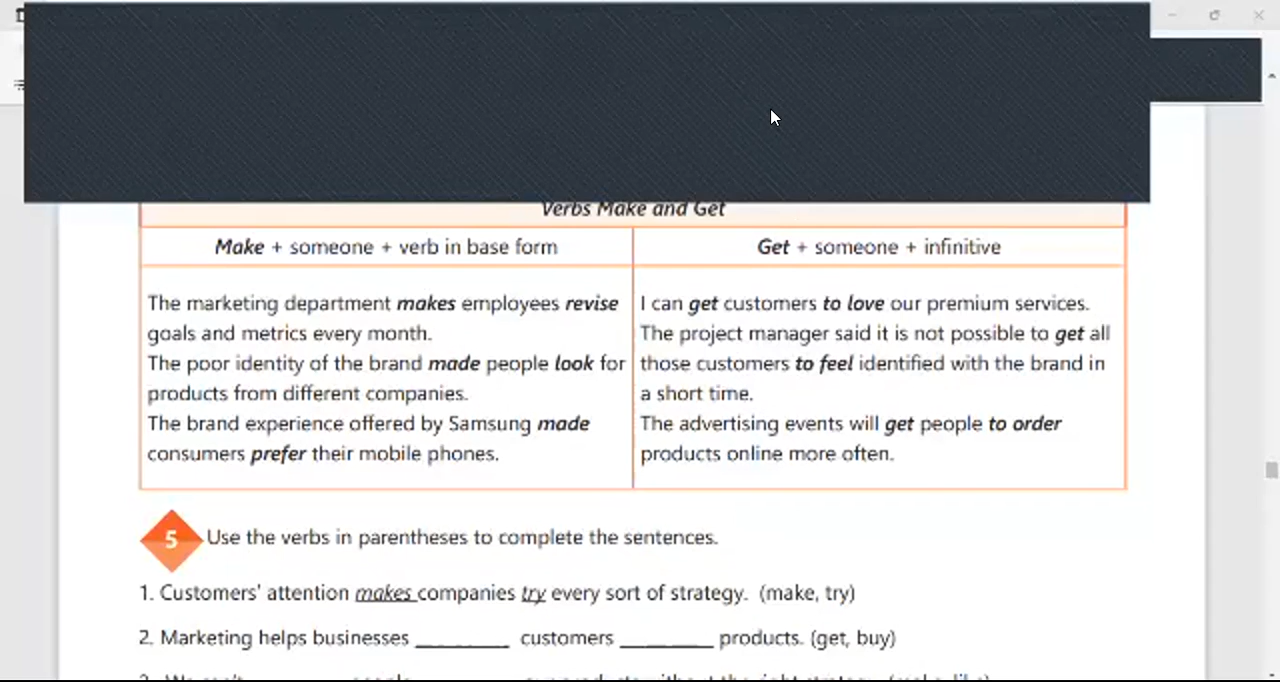 Verbs Make and Get
Make + someone + verb in base form
Get + someone + infinitive
The marketing department makes employees revise
goals and metrics every month.
The poor identity of the brand made people look for
products from different companies.
The brand experience offered by Samsung made
consumers prefer their mobile phones.
I can get customers to love our premium services.
The project manager said it is not possible to get all
those customers to feel identified with the brand in
a short time.
The advertising events will get people to order
products online more often.
5 Use the verbs in parentheses to complete the sentences.
1. Customers' attention makes companies try every sort of strategy. (make, try)
2. Marketing helps businesses ________ customers ________ products. (get, buy)